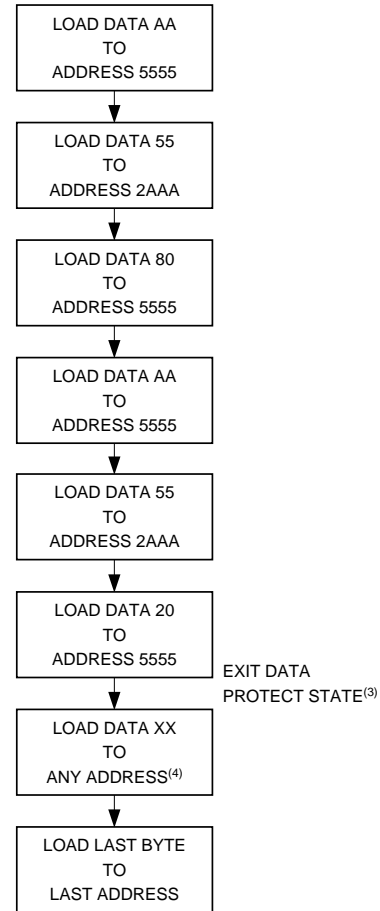 LOAD DATA AA
TO
ADDRESS 5555
LOAD DATA 55
TO
ADDRESS 2AAA
LOAD DATA 80
TO
ADDRESS 5555
LOAD DATA AA
TO
ADDRESS 5555
LOAD DATA 55
TO
ADDRESS 2AAA
LOAD DATA 20
TO
ADDRESS 5555
EXIT DATA
PROTECT STATE(3)
LOAD DATA XX
TO
ANY ADDRESS(4)
LOAD LAST BYTE
TO
LAST ADDRESS